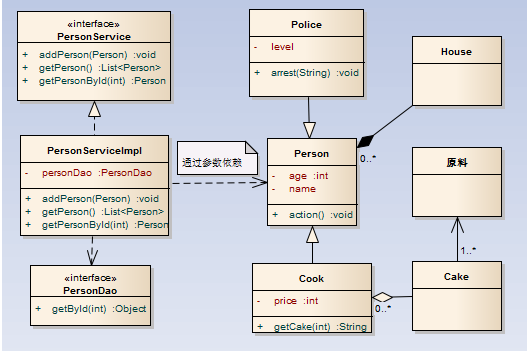 «interface»
PersonService
+ addPerson(Person) :void
+ getPerson() :List<Person>
+ getPersonById(int) :Person
Police
- level
+ arrest(String) :void
House
PersonServiceImpl
- personDao :PersonDao
+ addPerson(Person) :void
+ getPerson() :List<Person>
+ getPersonById(int) :Person
通过参数依赖
Person
- age :int
- name
+ action() :void
0..*
原料
1..*
«interface»
PersonDao
+ getById(int) :Object
Cook
- price :int
+ getCake(int) :String
0..*
Cake